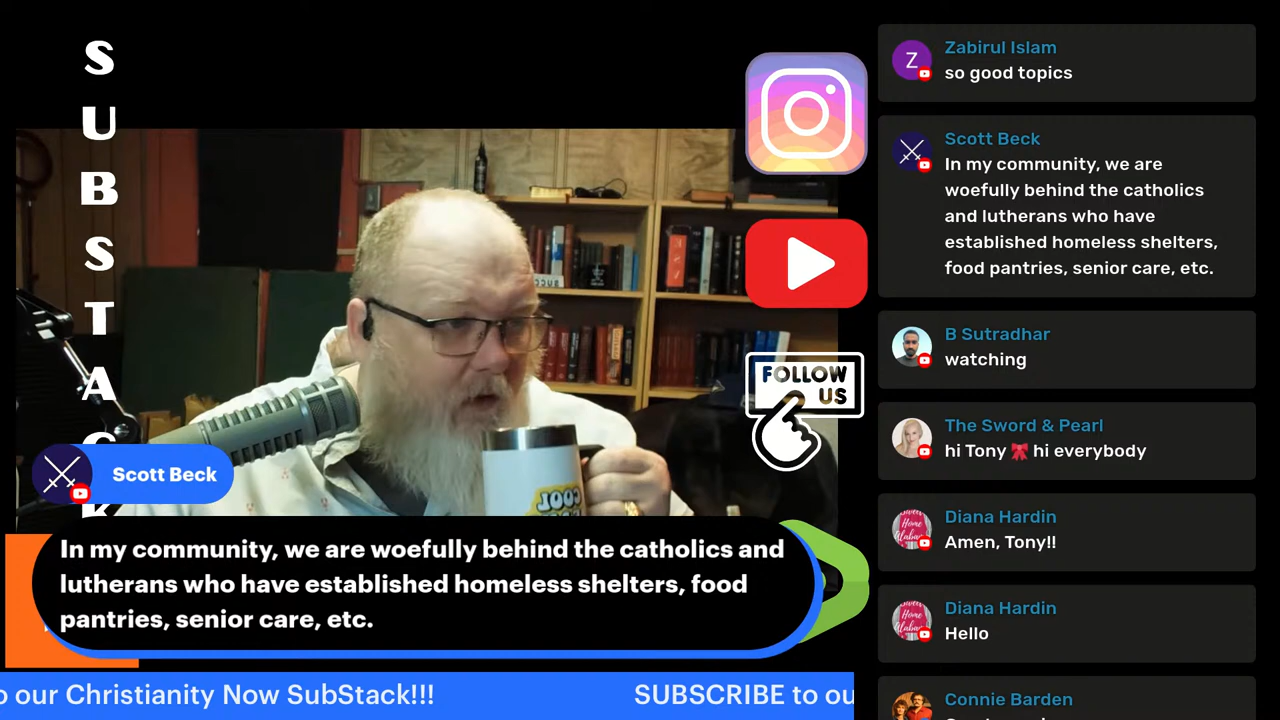 S
U
B
S
T
A
C
K
FOLLOW
US
COOL
Scott Beck
In my community, we are woefully behind the catholics and
lutherans who have established homeless shelters, food
pantries, senior care, etc.
o our Christianity Now SubStack!!!
SUBSCRIBE to ou
Z
Zabirul Islam
so good topics
Scott Beck
In my community, we are
woefully behind the catholics
and lutherans who have
established homeless shelters,
food pantries, senior care, etc.
B Sutradhar
watching
The Sword & Pearl
hi Tony 🎀 hi everybody
Diana Hardin
Amen, Tony!!
Diana Hardin
Hello
Connie Barden